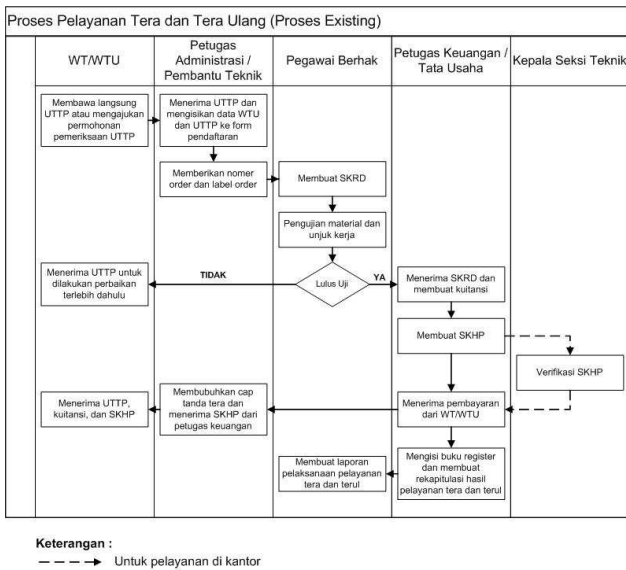 Proses Pelayanan Tera dan Tera Ulang (Proses Existing)
WT/WTU
Petugas
Administrasi /
Pembantu Teknik
Pegawai Berhak
Petugas Keuangan /
Tata Usaha
Kepala Seksi Teknik
Membawa langsung
UTTP atau mengajukan
permohonan
pemeriksaan UTTP
Menerima UTTP dan
mengisikan data WTU
dan UTTP ke form
pendaftaran
Memberikan nomer
order dan label order
Membuat SKRD
Pengujian material dan
unjuk kerja
Lulus Uji
TIDAK
YA
Menerima UTTP untuk
dilakukan perbaikan
terlebih dahulu
Menerima SKRD dan
membuat kuitansi
Membuat SKHP
Verifikasi SKHP
Menerima pembayaran
dari WT/WTU
Membubuhkan cap
tanda tera dan
menerima SKHP dari
petugas keuangan
Menerima UTTP,
kuitansi, dan SKHP
Mengisi buku register
dan membuat
rekapitulasi hasil
pelayanan tera dan terul
Membuat laporan
pelaksanaan pelayanan
tera dan terul
Keterangan :
Untuk pelayanan di kantor